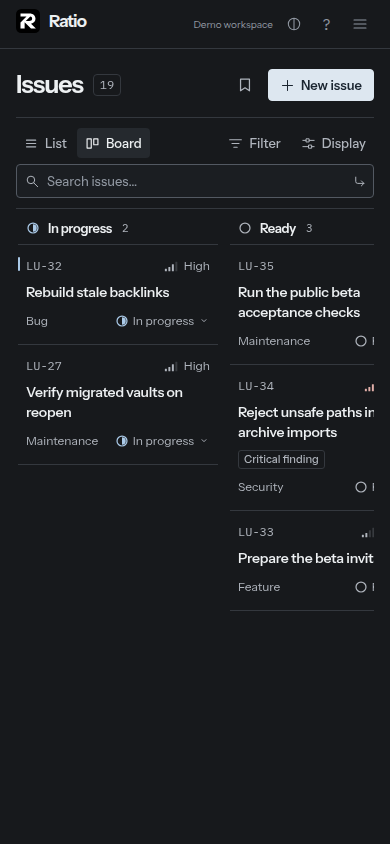 Ratio
Demo workspace
?
Issues
19
New issue
List
Board
Filter
Display
Search issues...
In progress 2
LU-32
High
Rebuild stale backlinks
Bug
In progress
LU-27
High
Verify migrated vaults on
reopen
Maintenance
In progress
Ready 3
LU-35
Run the public beta
acceptance checks
Maintenance
LU-34
Reject unsafe paths in
archive imports
Critical finding
Security
LU-33
Prepare the beta invit
Feature